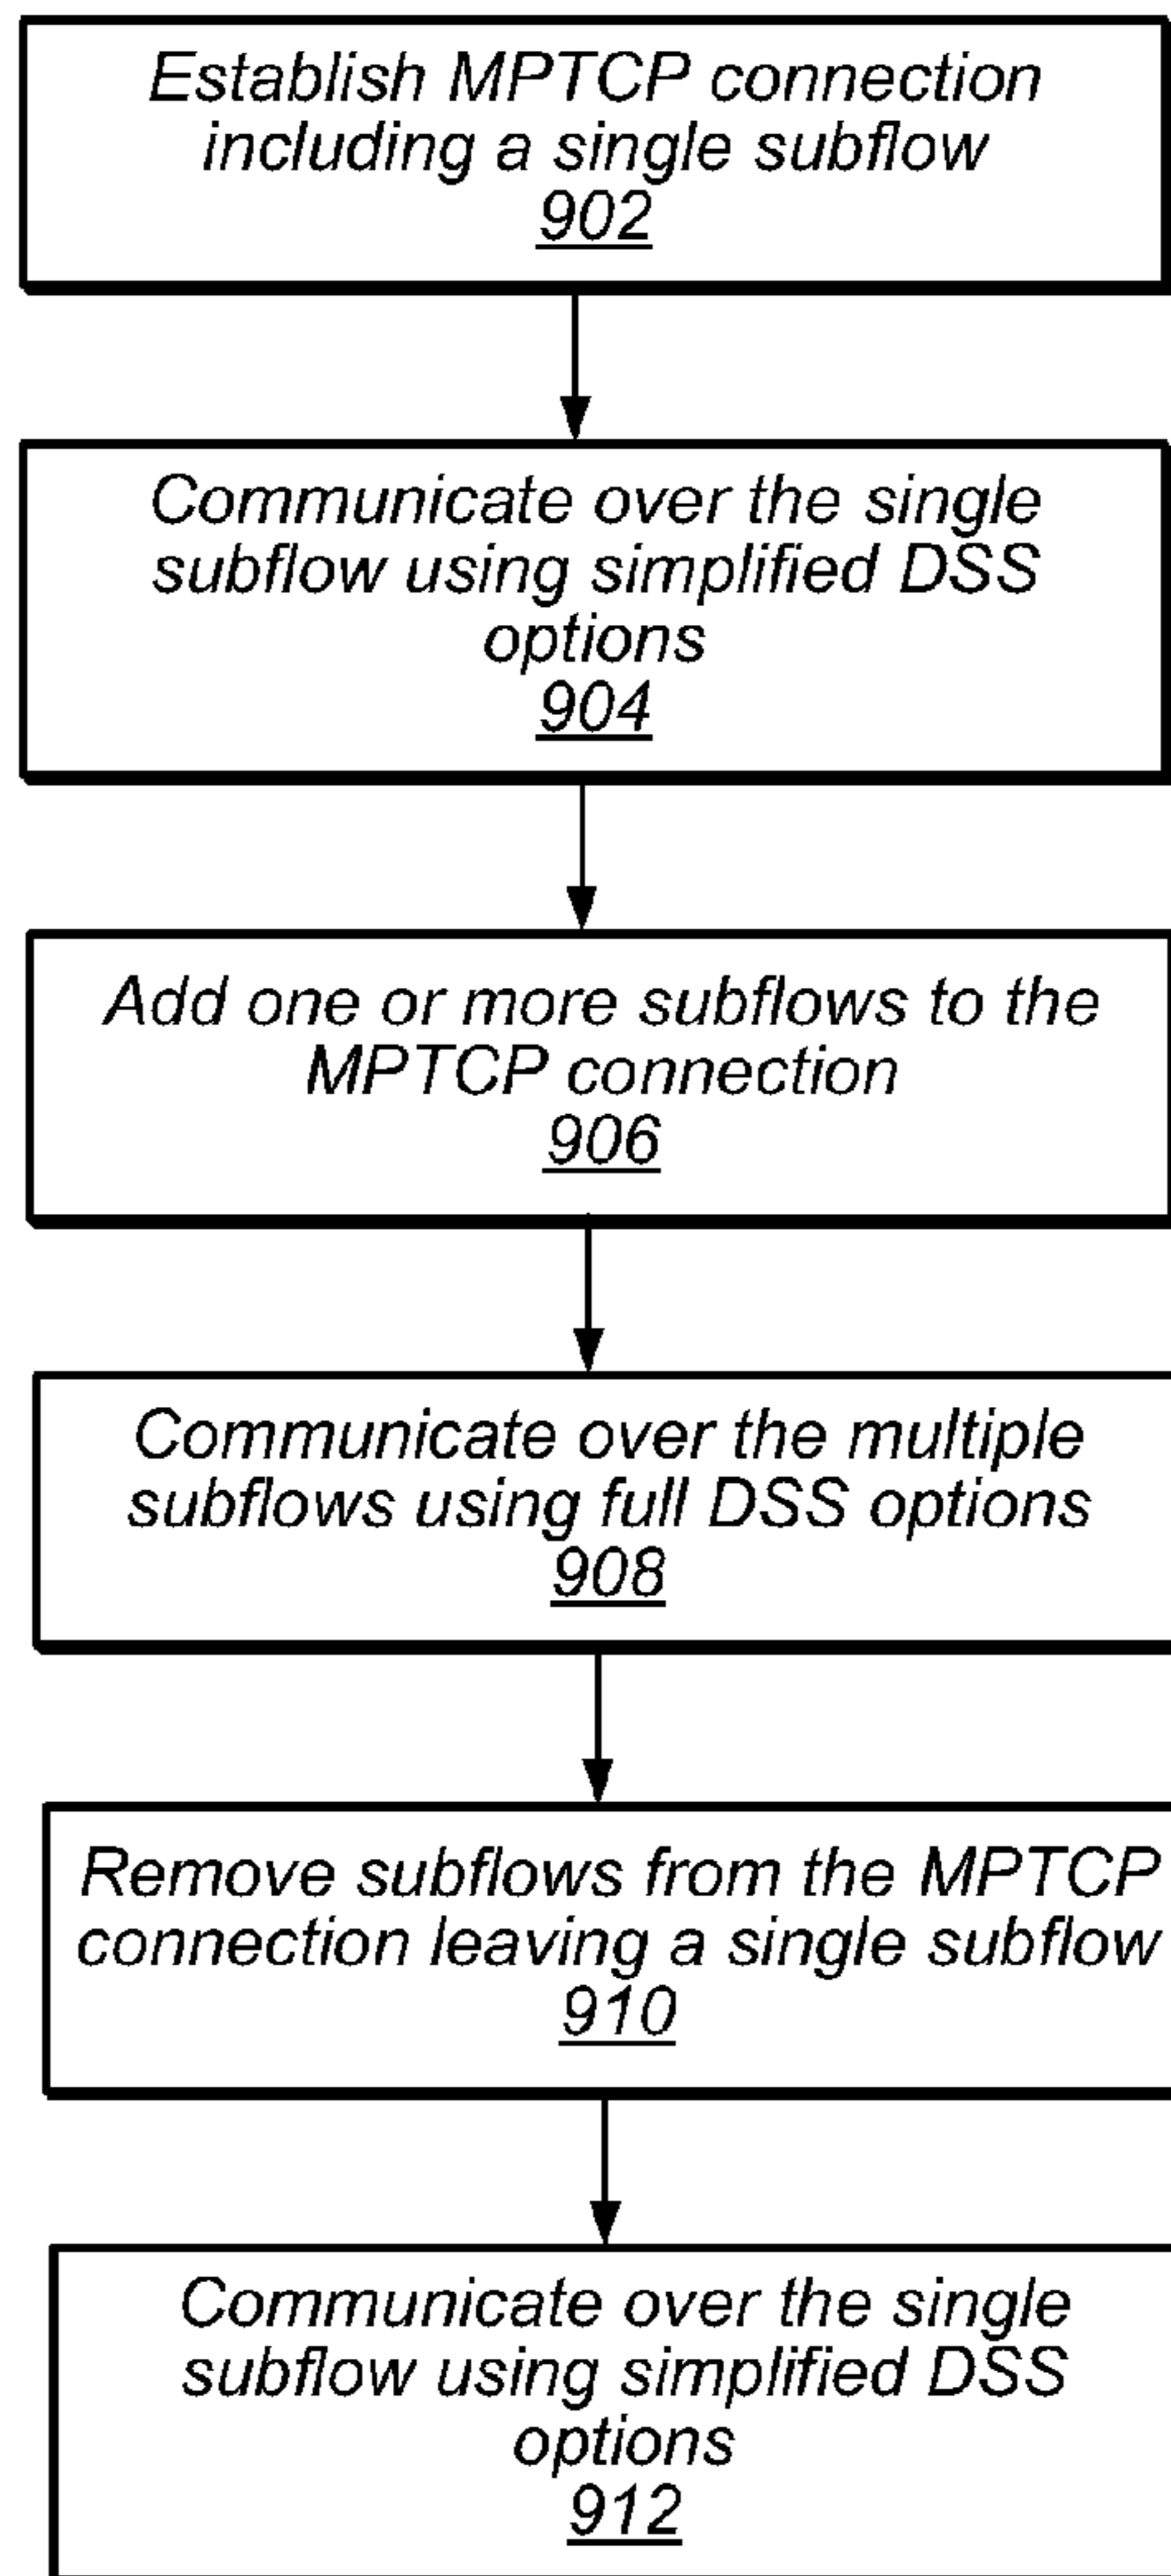 Establish MPTCP connection
including a single subflow
902
Communicate over the single
subflow using simplified DSS
options
904
Add one or more subflows to the
MPTCP connection
906
Communicate over the multiple
subflows using full DSS options
908
Remove subflows from the MPTCP
connection leaving a single subflow
910
Communicate over the single
subflow using simplified DSS
options
912